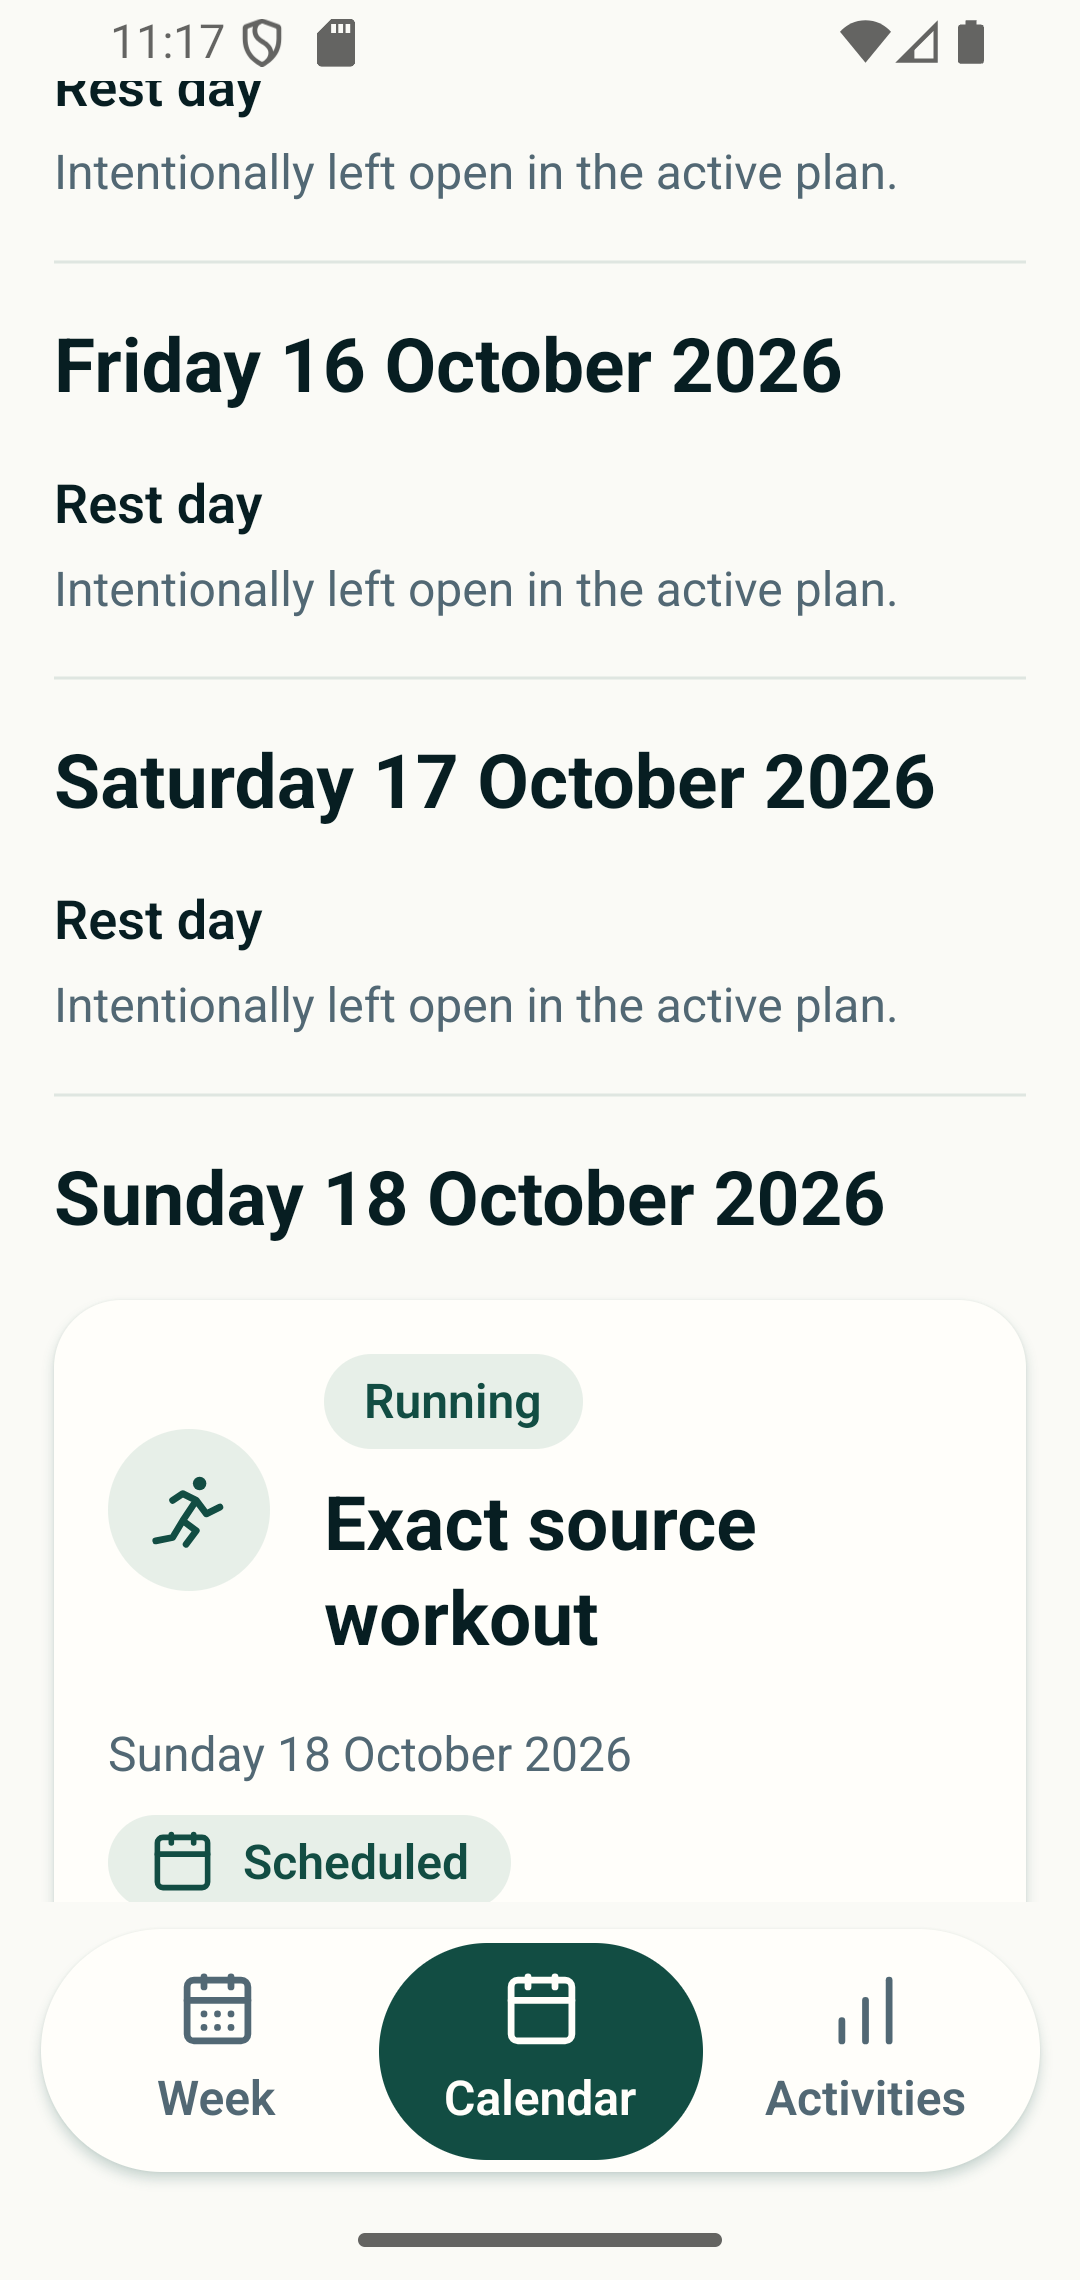 11:17
Rest day
Intentionally left open in the active plan.
Friday 16 October 2026
Rest day
Intentionally left open in the active plan.
Saturday 17 October 2026
Rest day
Intentionally left open in the active plan.
Sunday 18 October 2026
Running
Exact source
workout
Sunday 18 October 2026
Scheduled
Week
Calendar
Activities